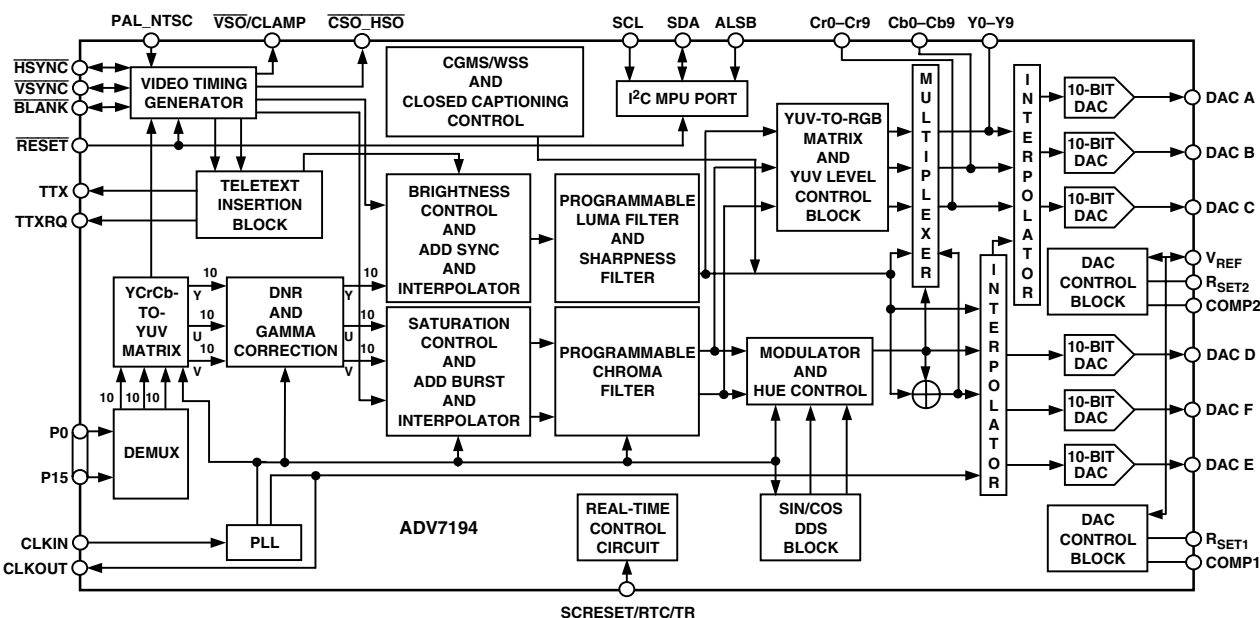 PAL_NTSC VSO/CLAMP CSO_HSO SCL SDA ALSB Cr0–Cr9 Cb0–Cb9 Y0–Y9
HSYNC
VSYNC
BLANK
RESET
TTX
TTXRQ
P0
P15
CLKIN
CLKOUT
VIDEO TIMING
GENERATOR
CGMS/WSS
AND
CLOSED CAPTIONING
CONTROL
I2C MPU PORT
TELETEXT
INSERTION
BLOCK
BRIGHTNESS
CONTROL
AND
ADD SYNC
AND
INTERPOLATOR
PROGRAMMABLE
LUMA FILTER
AND
SHARPNESS
FILTER
YUV-TO-RGB
MATRIX
AND
YUV LEVEL
CONTROL
BLOCK
MULTIPLEXER
INTERPOLATOR
10-BIT
DAC
DAC A
10-BIT
DAC
DAC B
10-BIT
DAC
DAC C
DAC
CONTROL
BLOCK
VREF
RSET2
COMP2
YCrCb-
TO-
YUV
MATRIX
10
Y
10
U
10
V
DNR
AND
GAMMA
CORRECTION
10
Y
10
U
10
V
SATURATION
CONTROL
AND
ADD BURST
AND
INTERPOLATOR
PROGRAMMABLE
CHROMA
FILTER
MODULATOR
AND
HUE CONTROL
INTERPOLATOR
10-BIT
DAC
DAC D
10-BIT
DAC
DAC F
10-BIT
DAC
DAC E
10 10 10
DEMUX
PLL
ADV7194
REAL-TIME
CONTROL
CIRCUIT
SIN/COS
DDS
BLOCK
DAC
CONTROL
BLOCK
RSET1
COMP1
SCRESET/RTC/TR